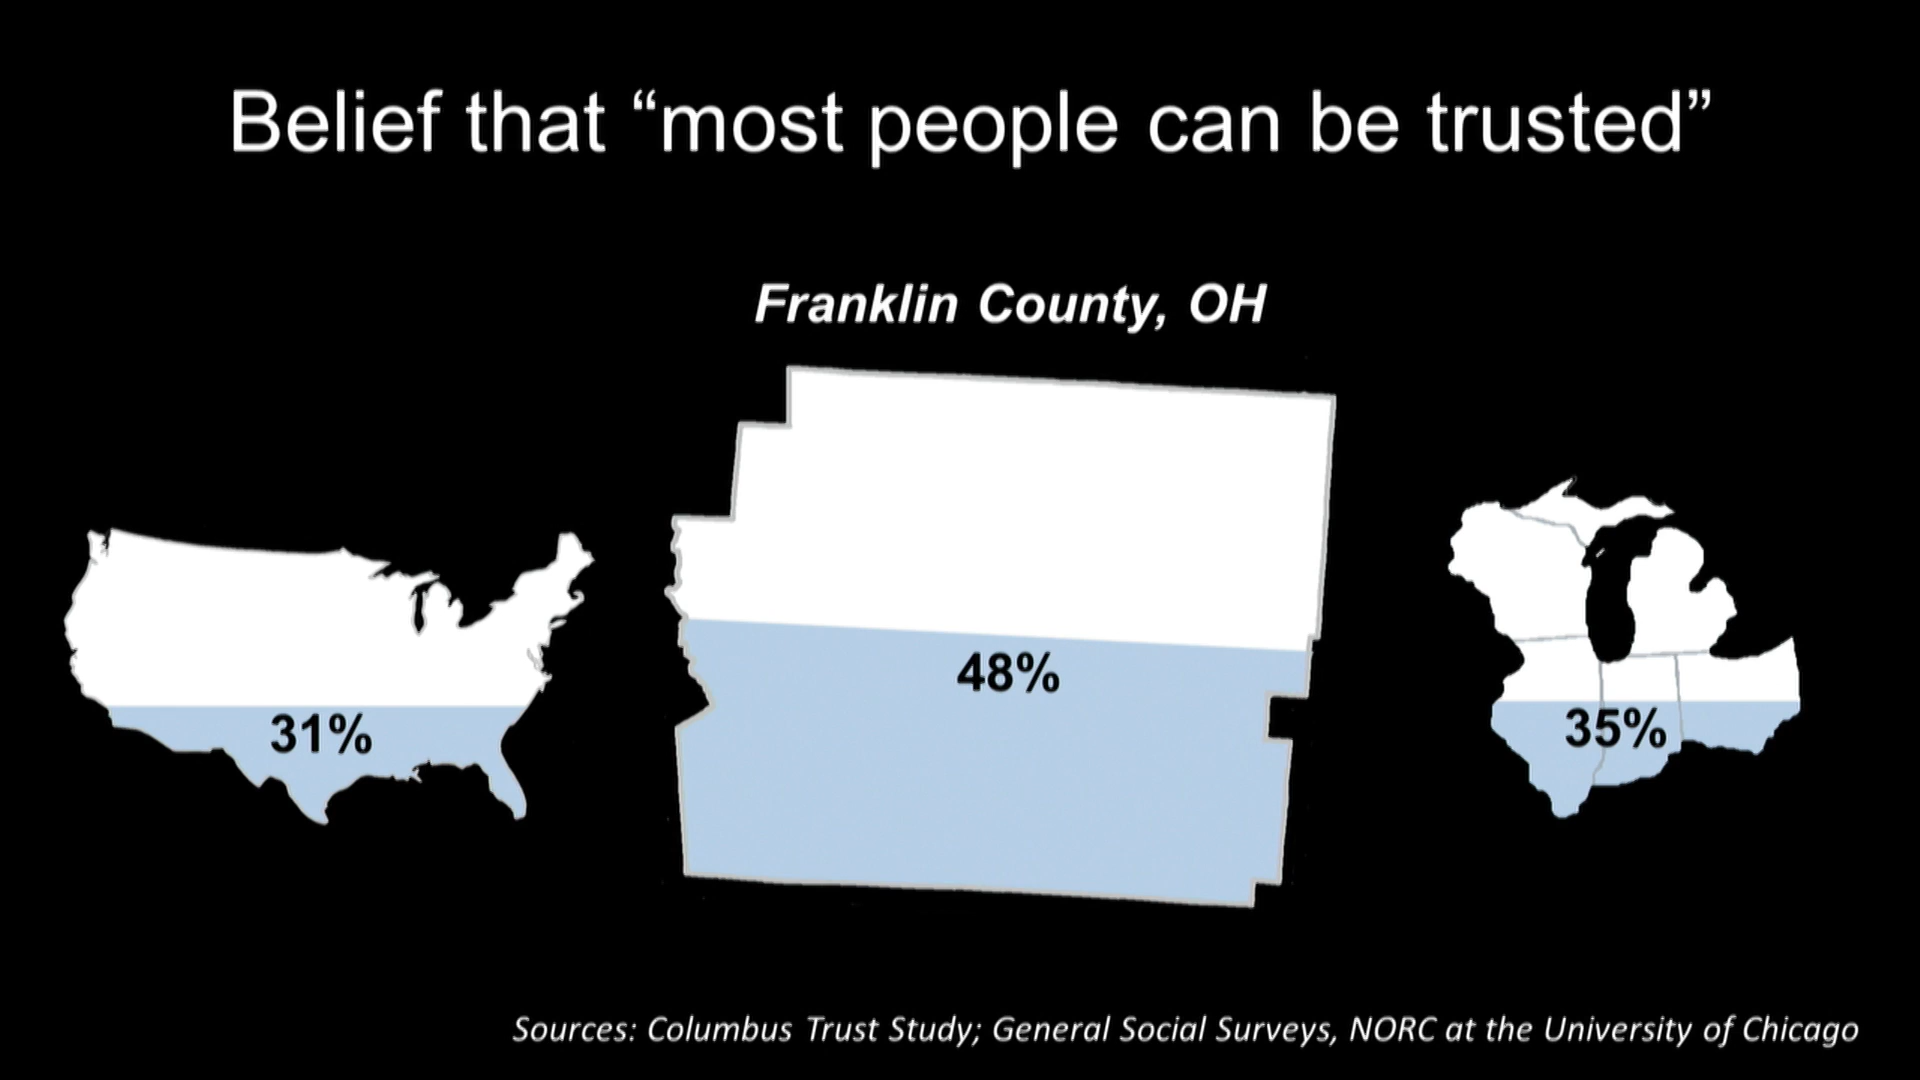 Belief that “most people can be trusted”
Franklin County, OH
48%
31%
35%
Sources: Columbus Trust Study; General Social Surveys, NORC at the University of Chicago